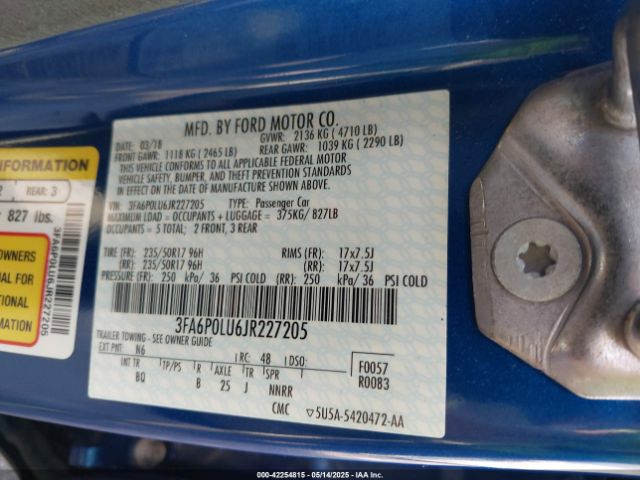 MFD. BY FORD MOTOR CO.
DATE: 03/18 GVWR: 2136 KG ( 4710 LB)
FRONT GAWR: 1118 KG ( 2465 LB) REAR GAWR: 1039 KG ( 2290 LB)
THIS VEHICLE CONFORMS TO ALL APPLICABLE FEDERAL MOTOR
VEHICLE SAFETY, BUMPER, AND THEFT PREVENTION STANDARDS
IN EFFECT ON THE DATE OF MANUFACTURE SHOWN ABOVE.
VIN: 3FA6P0LU6JR227205 TYPE: Passenger Car
MAXIMUM LOAD = OCCUPANTS + LUGGAGE = 375KG/827LB
OCCUPANTS = 5 TOTAL: 2 FRONT, 3 REAR
TIRE (FR): 235/50R17 96H RIMS (FR): 17x7.5J
(RR): 235/50R17 96H (RR): 17x7.5J
PRESSURE (FR): 250 kPa/ 36 PSI COLD (RR): 250 kPa/ 36 PSI COLD
3FA6P0LU6JR227205
TRAILER TOWING - SEE OWNER GUIDE
EXT PNT: N6 RC: 48 DSO: F0057
INT TR TP/PS R AXLE TR SPR R0083
BQ B 25 J NNRR
CMC ▽5U5A-5420472-AA
INFORMATION
2 REAR: 3
827 lbs.
3FA6P0LU6JR227205
OWNERS
UAL FOR
TIONAL
MATION
000-42254815 - 05/14/2025 - IAAI, INC.